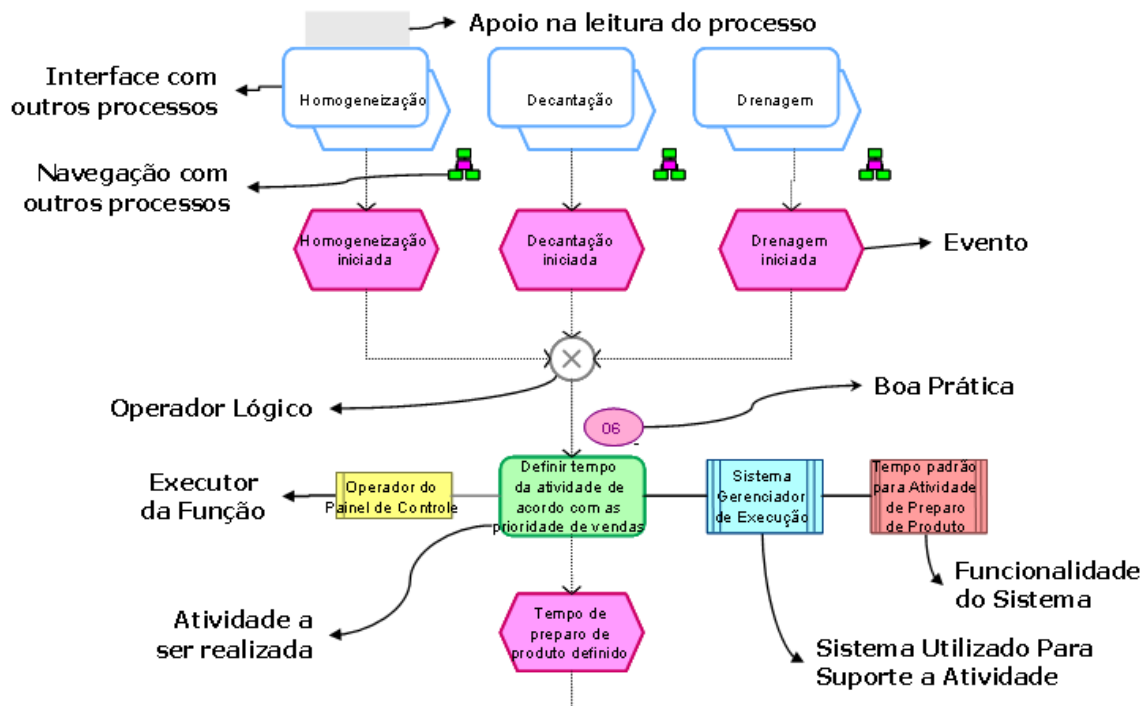 Apoio na leitura do processo
Interface com
outros processos
Homogeneização
Decantação
Drenagem
Navegação com
outros processos
Homogeneização
iniciada
Decantação
iniciada
Drenagem
iniciada
Evento
Operador Lógico
Boa Prática
06
Executor
da Função
Operador do
Painel de Controle
Definir tempo
da atividade de
acordo com as
prioridade de vendas
Sistema
Gerenciador
de Execução
Tempo padrão
para Atividade
de Preparo
de Produto
Funcionalidade
do Sistema
Atividade a
ser realizada
Tempo de
preparo de
produto definido
Sistema Utilizado Para
Suporte a Atividade